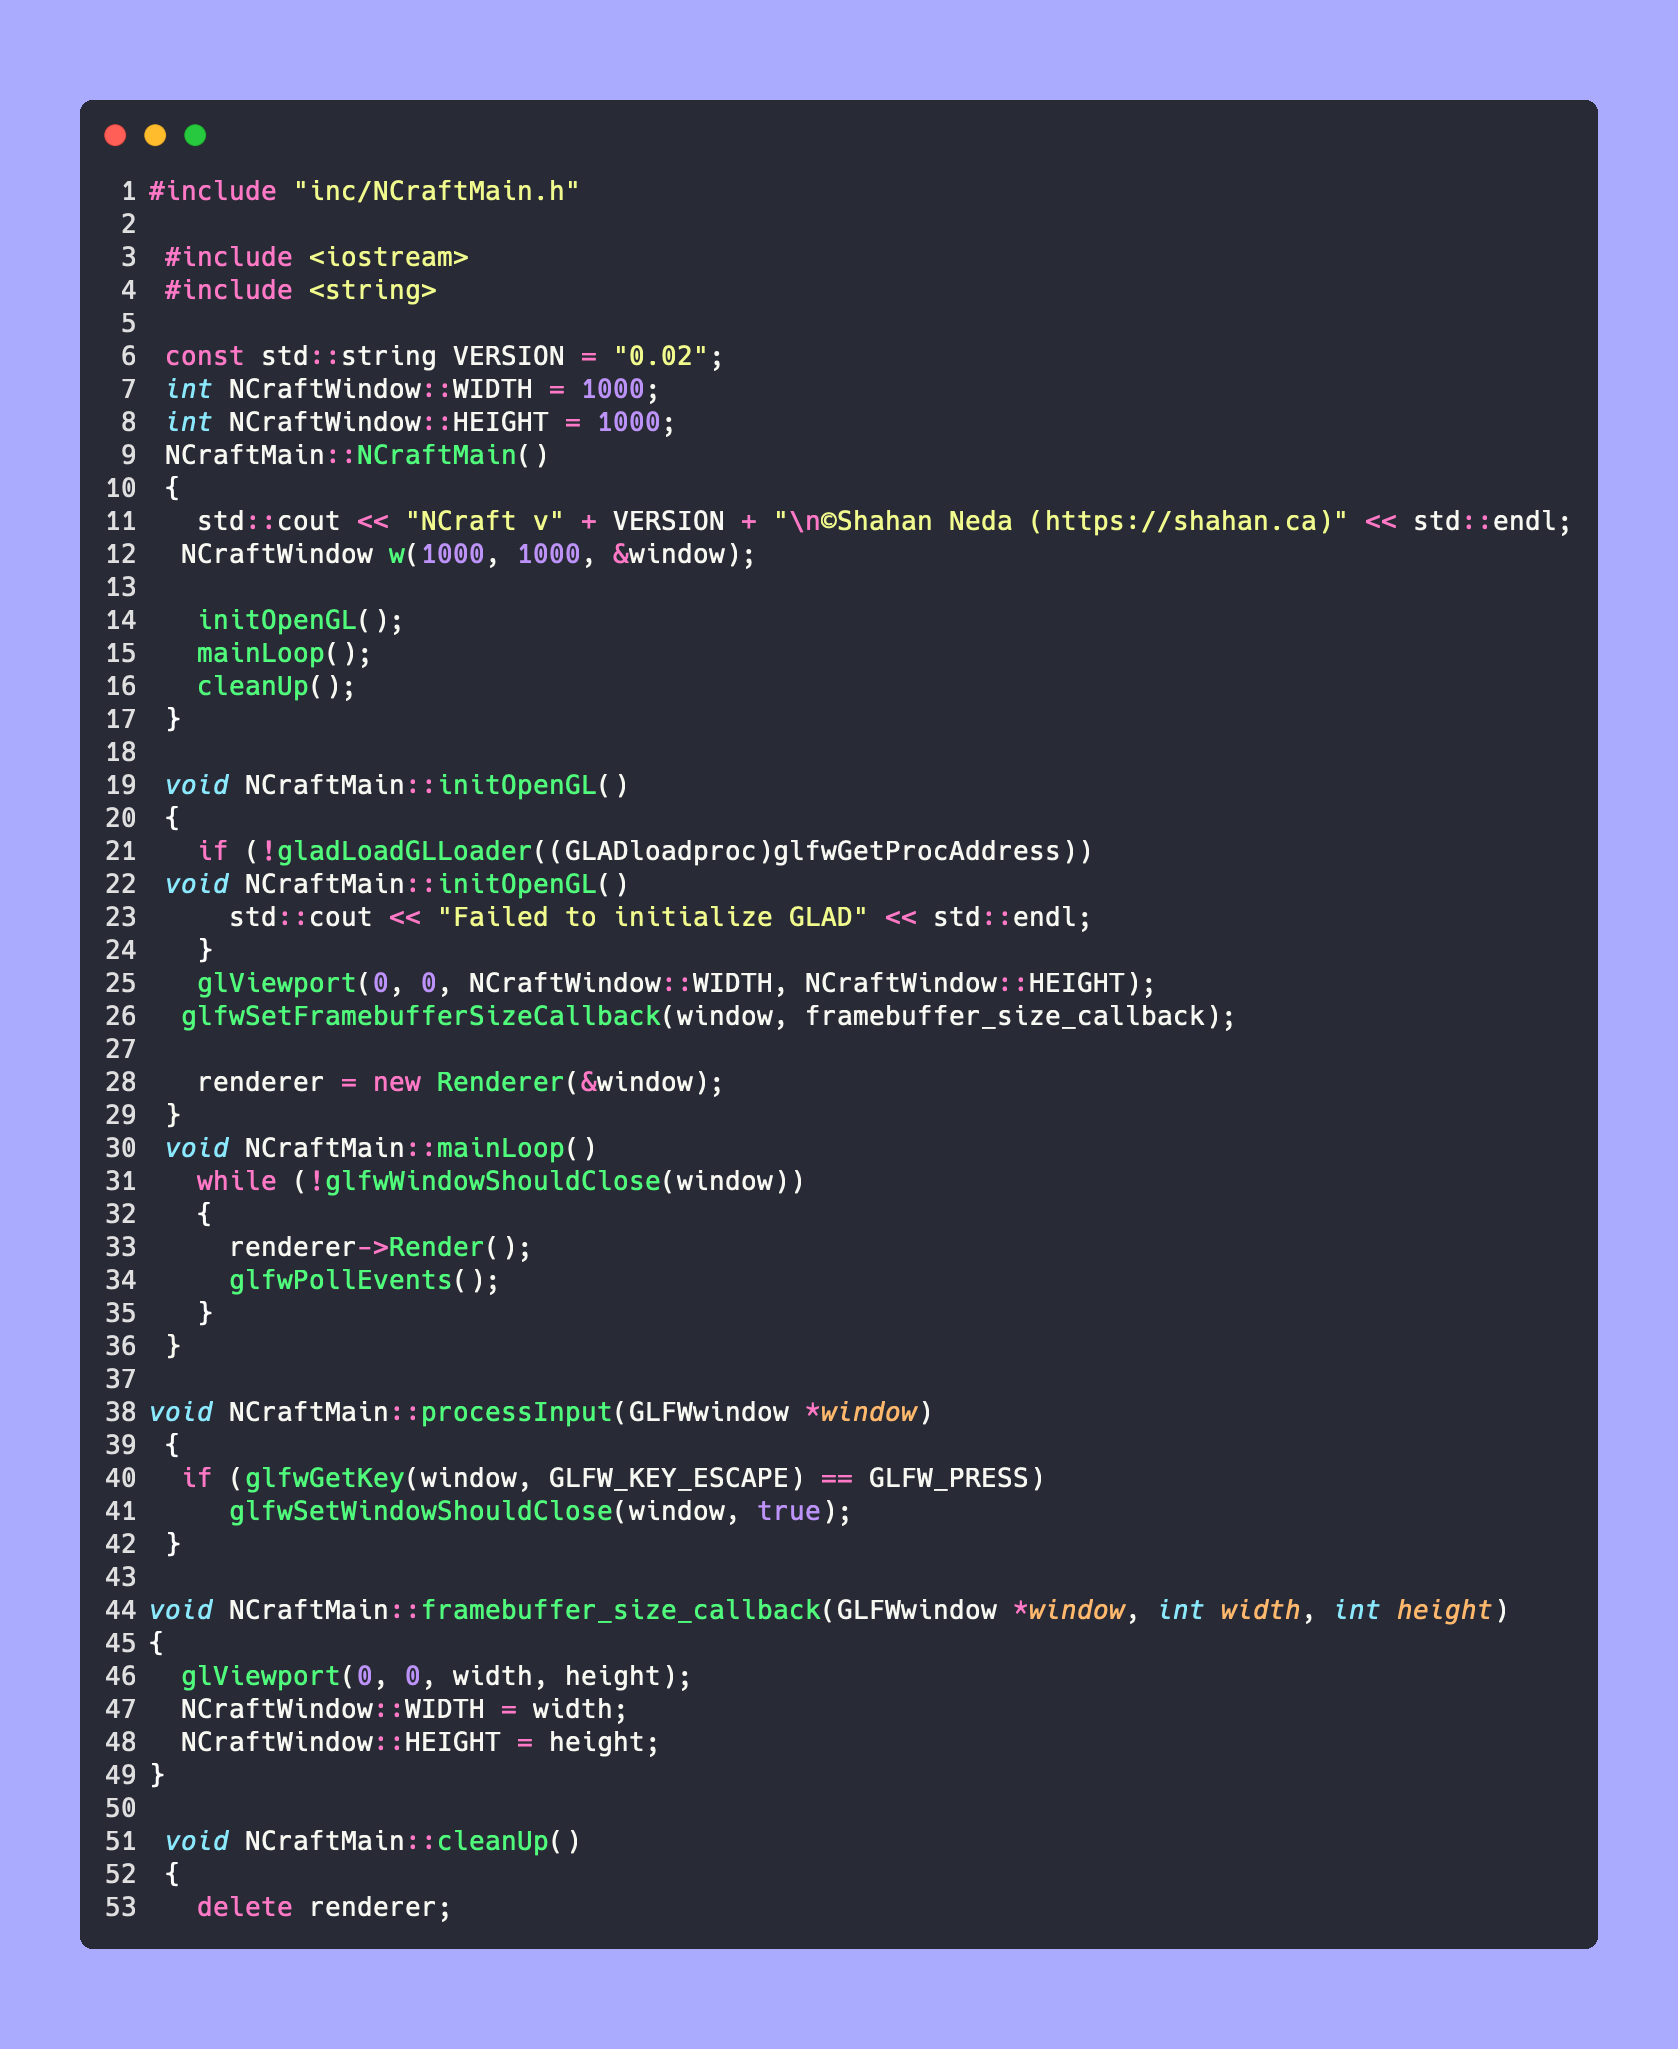 1 #include "inc/NCraftMain.h"
2
3  #include <iostream>
4  #include <string>
5
6  const std::string VERSION = "0.02";
7  int NCraftWindow::WIDTH = 1000;
8  int NCraftWindow::HEIGHT = 1000;
9  NCraftMain::NCraftMain()
10  {
11    std::cout << "NCraft v" + VERSION + "\n©Shahan Neda (https://shahan.ca)" << std::endl;
12   NCraftWindow w(1000, 1000, &window);
13
14    initOpenGL();
15    mainLoop();
16    cleanUp();
17  }
18
19  void NCraftMain::initOpenGL()
20  {
21    if (!gladLoadGLLoader((GLADloadproc)glfwGetProcAddress))
22  void NCraftMain::initOpenGL()
23      std::cout << "Failed to initialize GLAD" << std::endl;
24    }
25    glViewport(0, 0, NCraftWindow::WIDTH, NCraftWindow::HEIGHT);
26   glfwSetFramebufferSizeCallback(window, framebuffer_size_callback);
27
28    renderer = new Renderer(&window);
29  }
30  void NCraftMain::mainLoop()
31    while (!glfwWindowShouldClose(window))
32    {
33      renderer->Render();
34      glfwPollEvents();
35    }
36  }
37
38 void NCraftMain::processInput(GLFWwindow *window)
39  {
40   if (glfwGetKey(window, GLFW_KEY_ESCAPE) == GLFW_PRESS)
41      glfwSetWindowShouldClose(window, true);
42  }
43
44 void NCraftMain::framebuffer_size_callback(GLFWwindow *window, int width, int height)
45 {
46   glViewport(0, 0, width, height);
47   NCraftWindow::WIDTH = width;
48   NCraftWindow::HEIGHT = height;
49 }
50
51  void NCraftMain::cleanUp()
52  {
53    delete renderer;